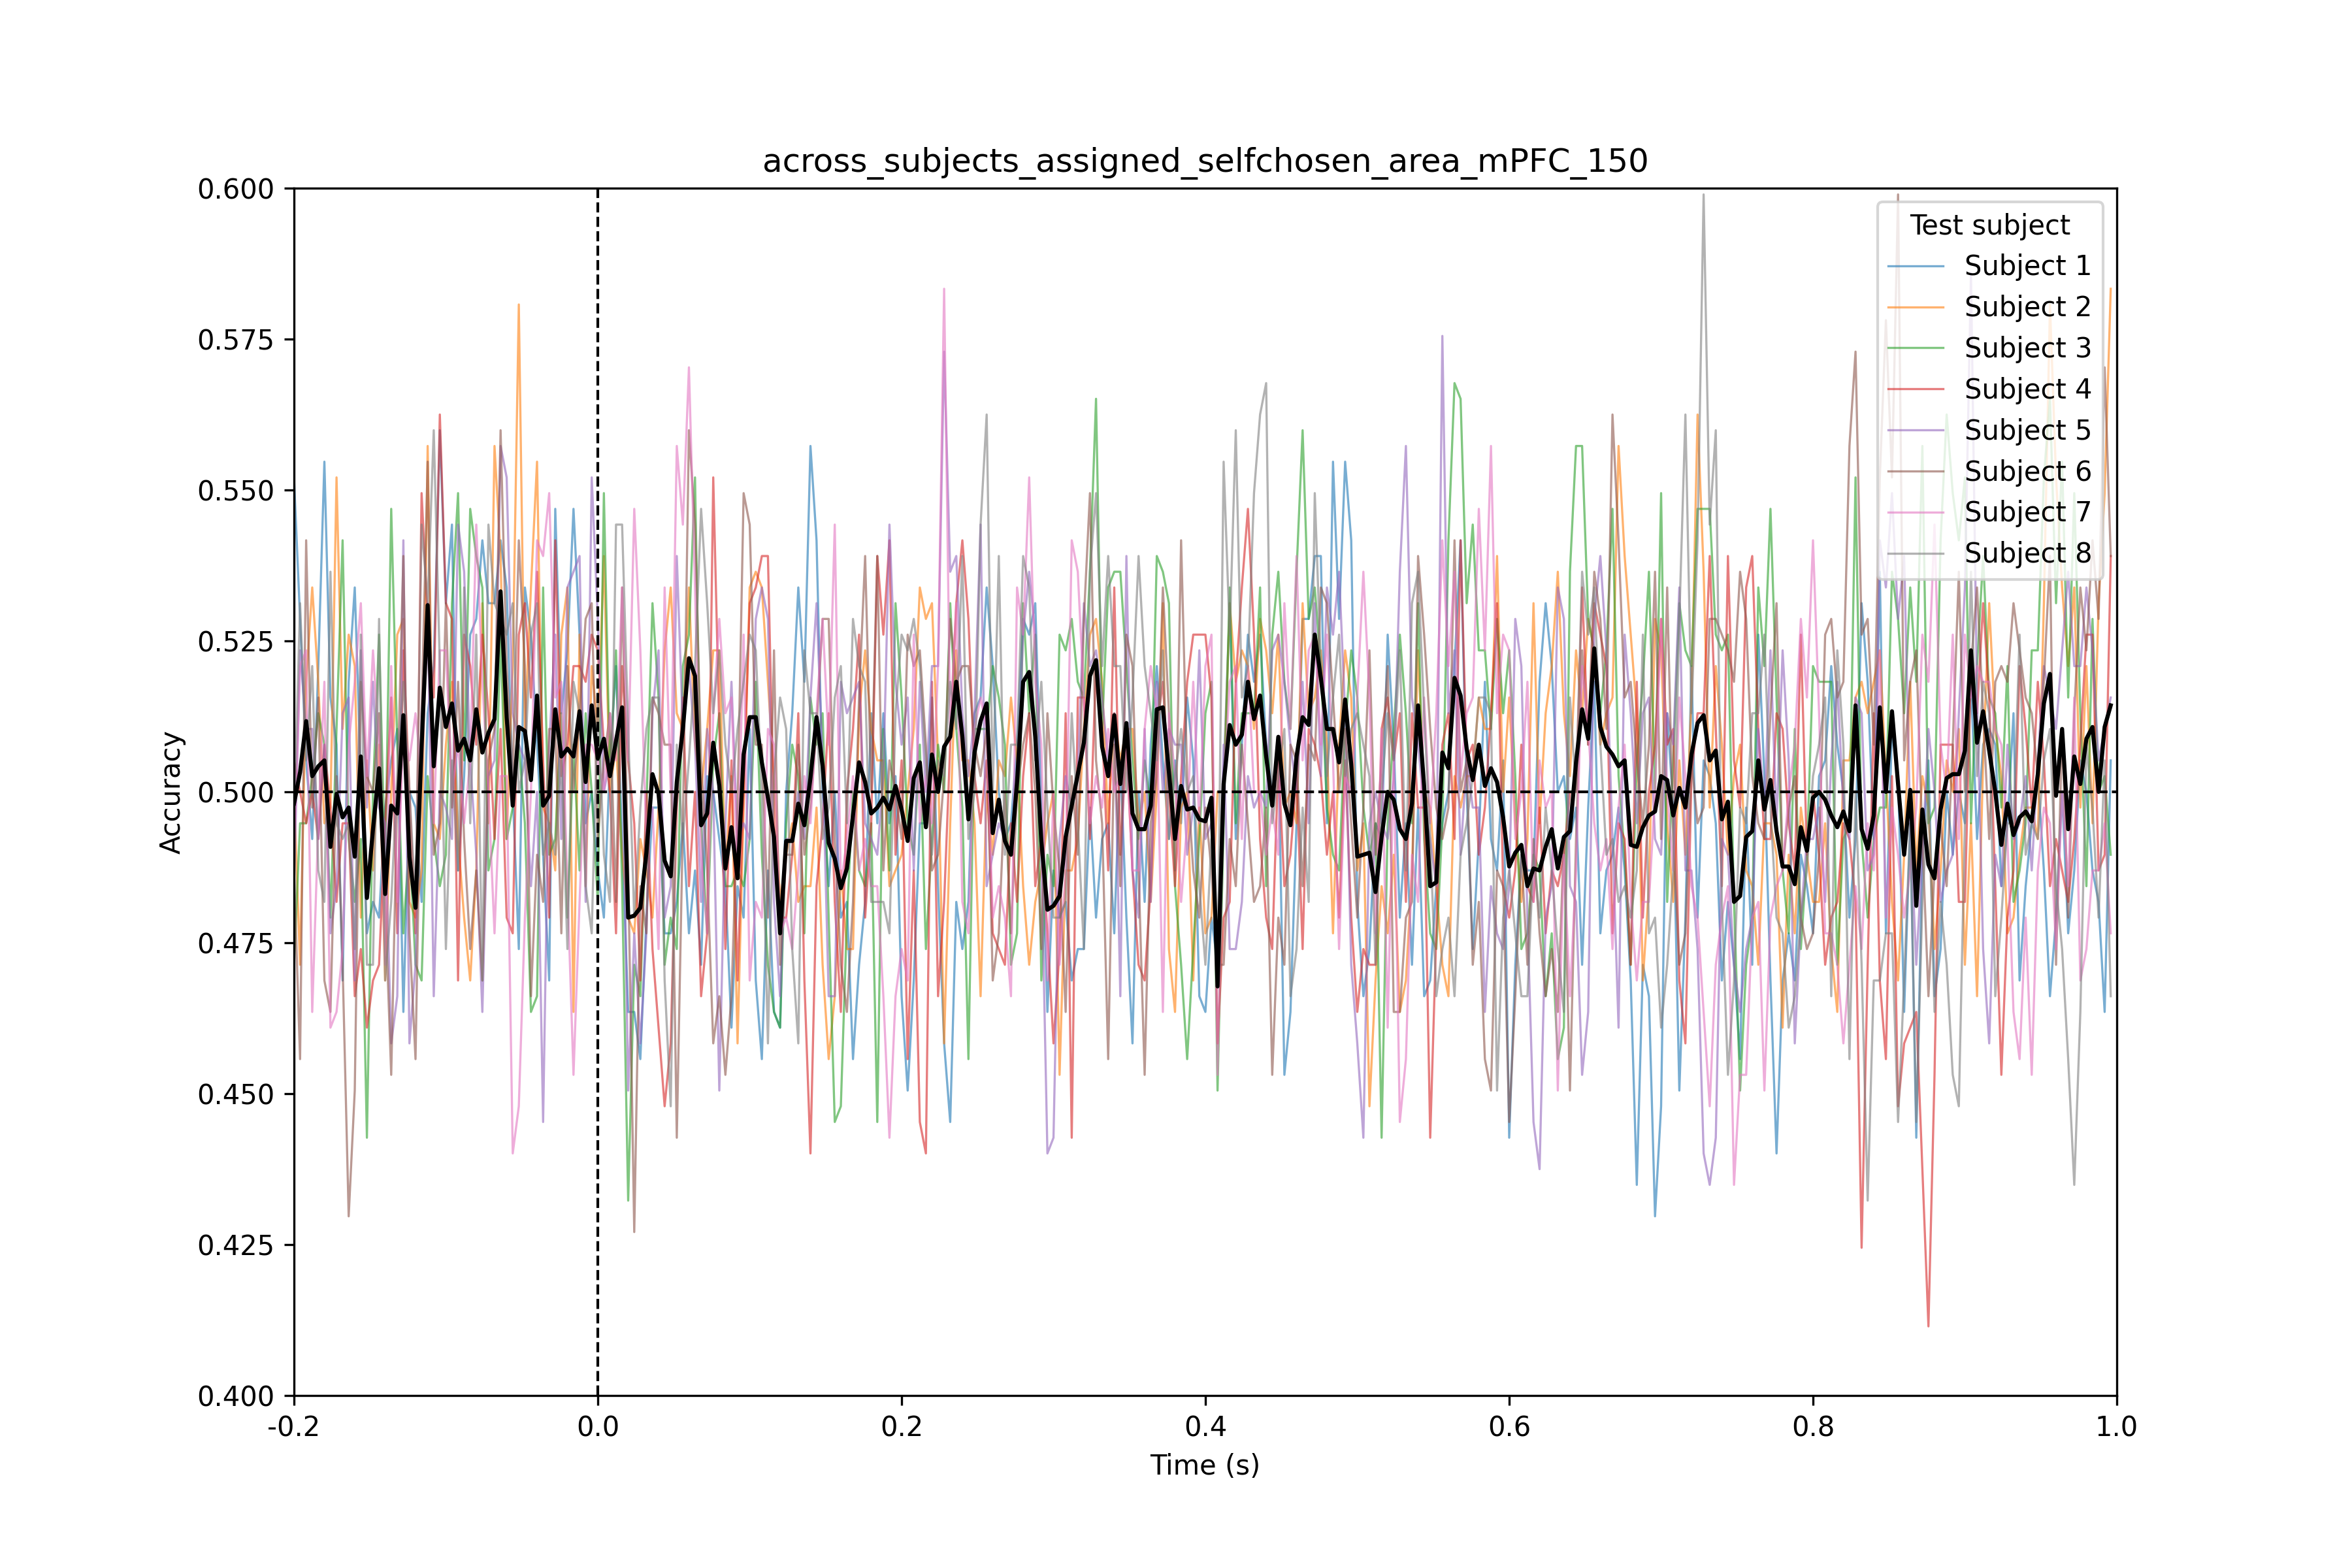 across_subjects_assigned_selfchosen_area_mPFC_150
0.600
0.575
0.550
0.525
0.500
0.475
0.450
0.425
0.400
Accuracy
Test subject
Subject 1
Subject 2
Subject 3
Subject 4
Subject 5
Subject 6
Subject 7
Subject 8
-0.2
0.0
0.2
0.4
0.6
0.8
1.0
Time (s)